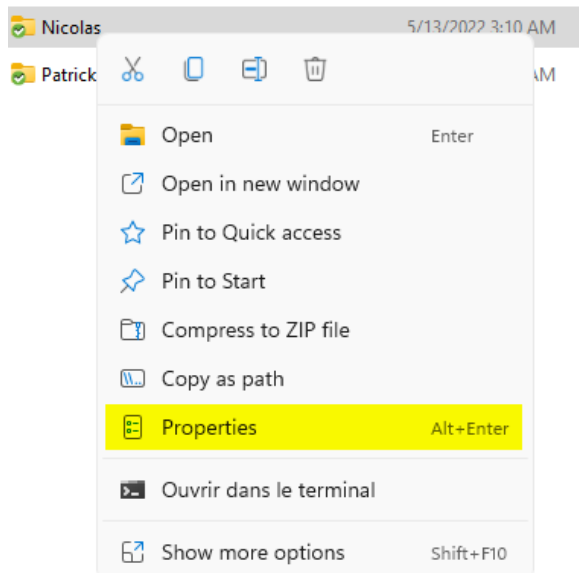 Nicolas 5/13/2022 3:10 AM
Patrick AM
Open Enter
Open in new window
Pin to Quick access
Pin to Start
Compress to ZIP file
Copy as path
Properties Alt+Enter
Ouvrir dans le terminal
Show more options Shift+F10